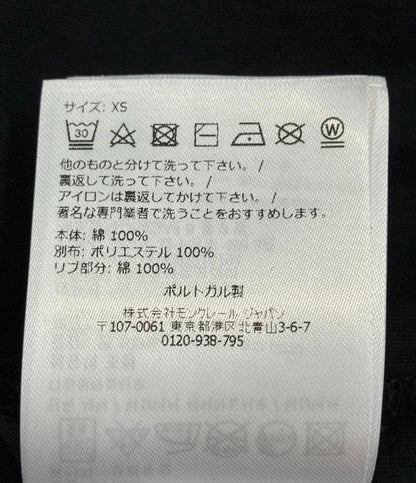 サイズ: XS
30 W
他のものと分けて洗って下さい。/
裏返して洗って下さい。/
アイロンは裏返してかけて下さい。/
著名な専門業者で洗うことをおすすめします。
本体: 綿 100%
別布: ポリエステル 100%
リブ部分: 綿 100%
ポルトガル製
株式会社モンクレール ジャパン
〒107-0061 東京都港区北青山3-6-7
0120-938-795